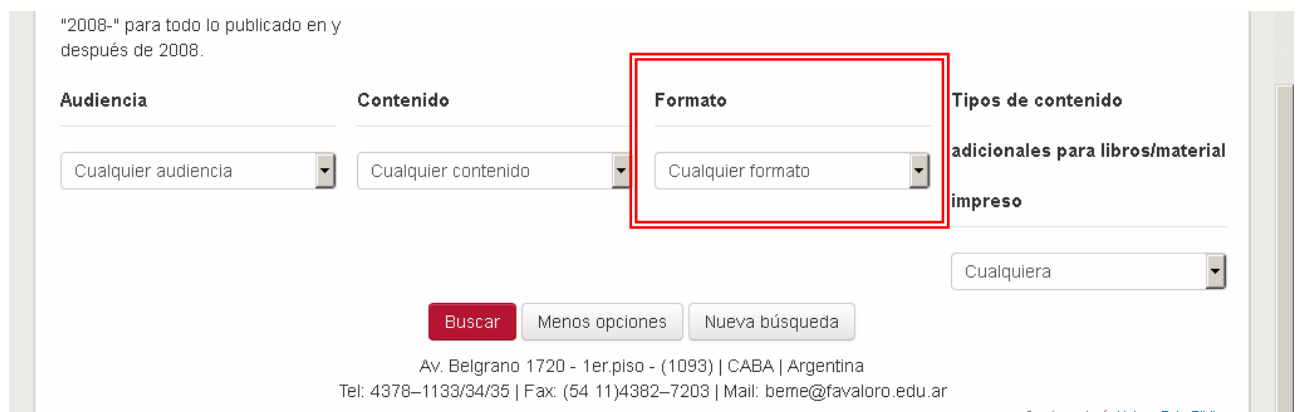 "2008-" para todo lo publicado en y
después de 2008.
Audiencia
Contenido
Formato
Tipos de contenido
adicionales para libros/material
impreso
Cualquier audiencia
Cualquier contenido
Cualquier formato
Cualquiera
Buscar
Menos opciones
Nueva búsqueda
Av. Belgrano 1720 - 1er.piso - (1093) | CABA | Argentina
Tel: 4378–1133/34/35 | Fax: (54 11)4382–7203 | Mail: beme@favaloro.edu.ar